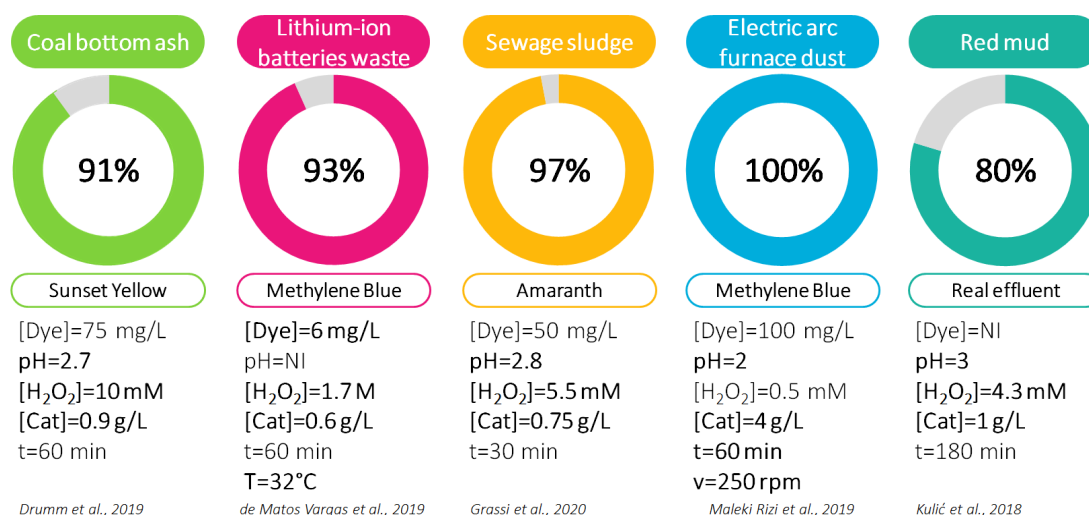 Coal bottom ash
91%
Sunset Yellow
[Dye]=75 mg/L
pH=2.7
[H₂O₂]=10 mM
[Cat]=0.9 g/L
t=60 min
Drumm et al., 2019
Lithium-ion
batteries waste
93%
Methylene Blue
[Dye]=6 mg/L
pH=NI
[H₂O₂]=1.7 M
[Cat]=0.6 g/L
t=60 min
T=32°C
de Matos Vargas et al., 2019
Sewage sludge
97%
Amaranth
[Dye]=50 mg/L
pH=2.8
[H₂O₂]=5.5 mM
[Cat]=0.75 g/L
t=30 min
Grassi et al., 2020
Electric arc
furnace dust
100%
Methylene Blue
[Dye]=100 mg/L
pH=2
[H₂O₂]=0.5 mM
[Cat]=4 g/L
t=60 min
v=250 rpm
Maleki Rizi et al., 2019
Red mud
80%
Real effluent
[Dye]=NI
pH=3
[H₂O₂]=4.3 mM
[Cat]=1 g/L
t=180 min
Kulić et al., 2018